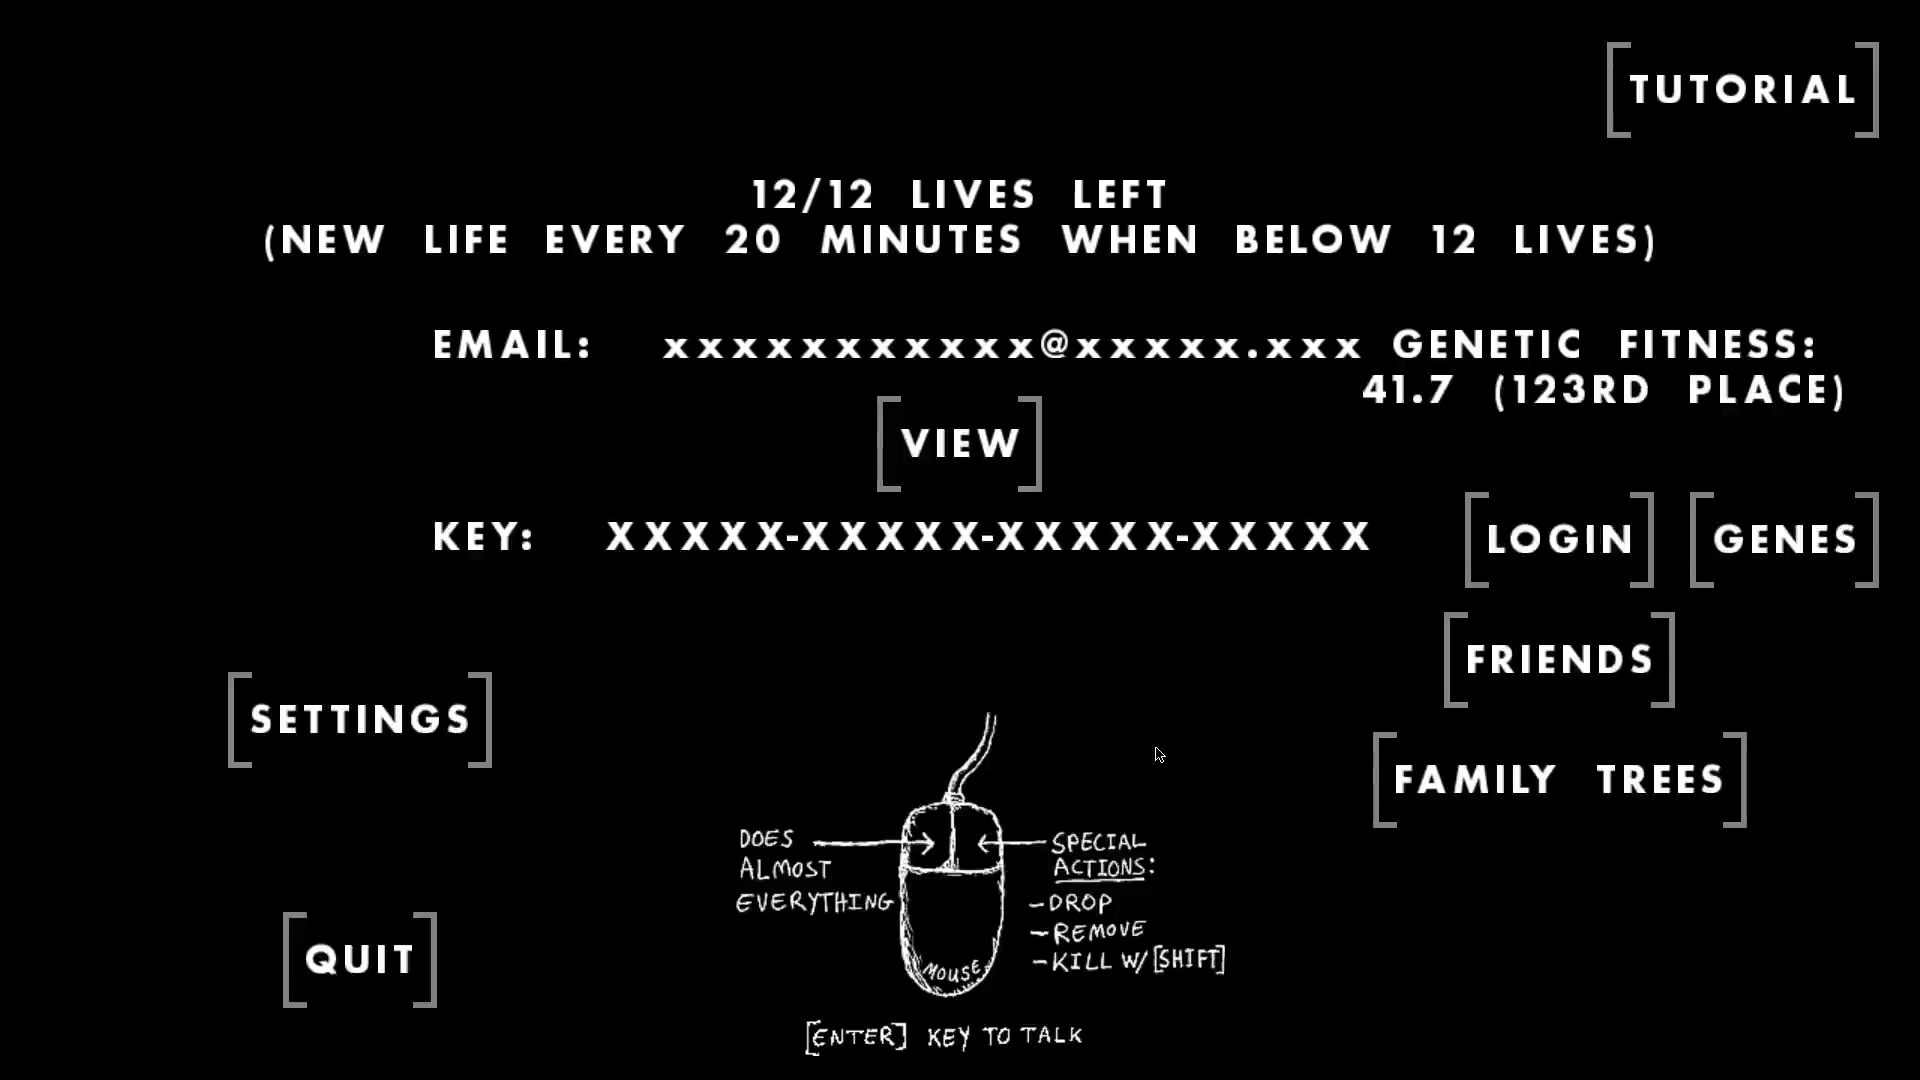 TUTORIAL
12/12 LIVES LEFT
(NEW LIFE EVERY 20 MINUTES WHEN BELOW 12 LIVES)
EMAIL: xxxxxxxxxxx@xxxxx.xxx
GENETIC FITNESS:
41.7 (123RD PLACE)
VIEW
KEY: XXXXX-XXXXX-XXXXX-XXXXX
LOGIN
GENES
FRIENDS
SETTINGS
FAMILY TREES
DOES
ALMOST
EVERYTHING
SPECIAL
ACTIONS:
-DROP
-REMOVE
-KILL W/[SHIFT]
MOUSE
QUIT
[ENTER] KEY TO TALK